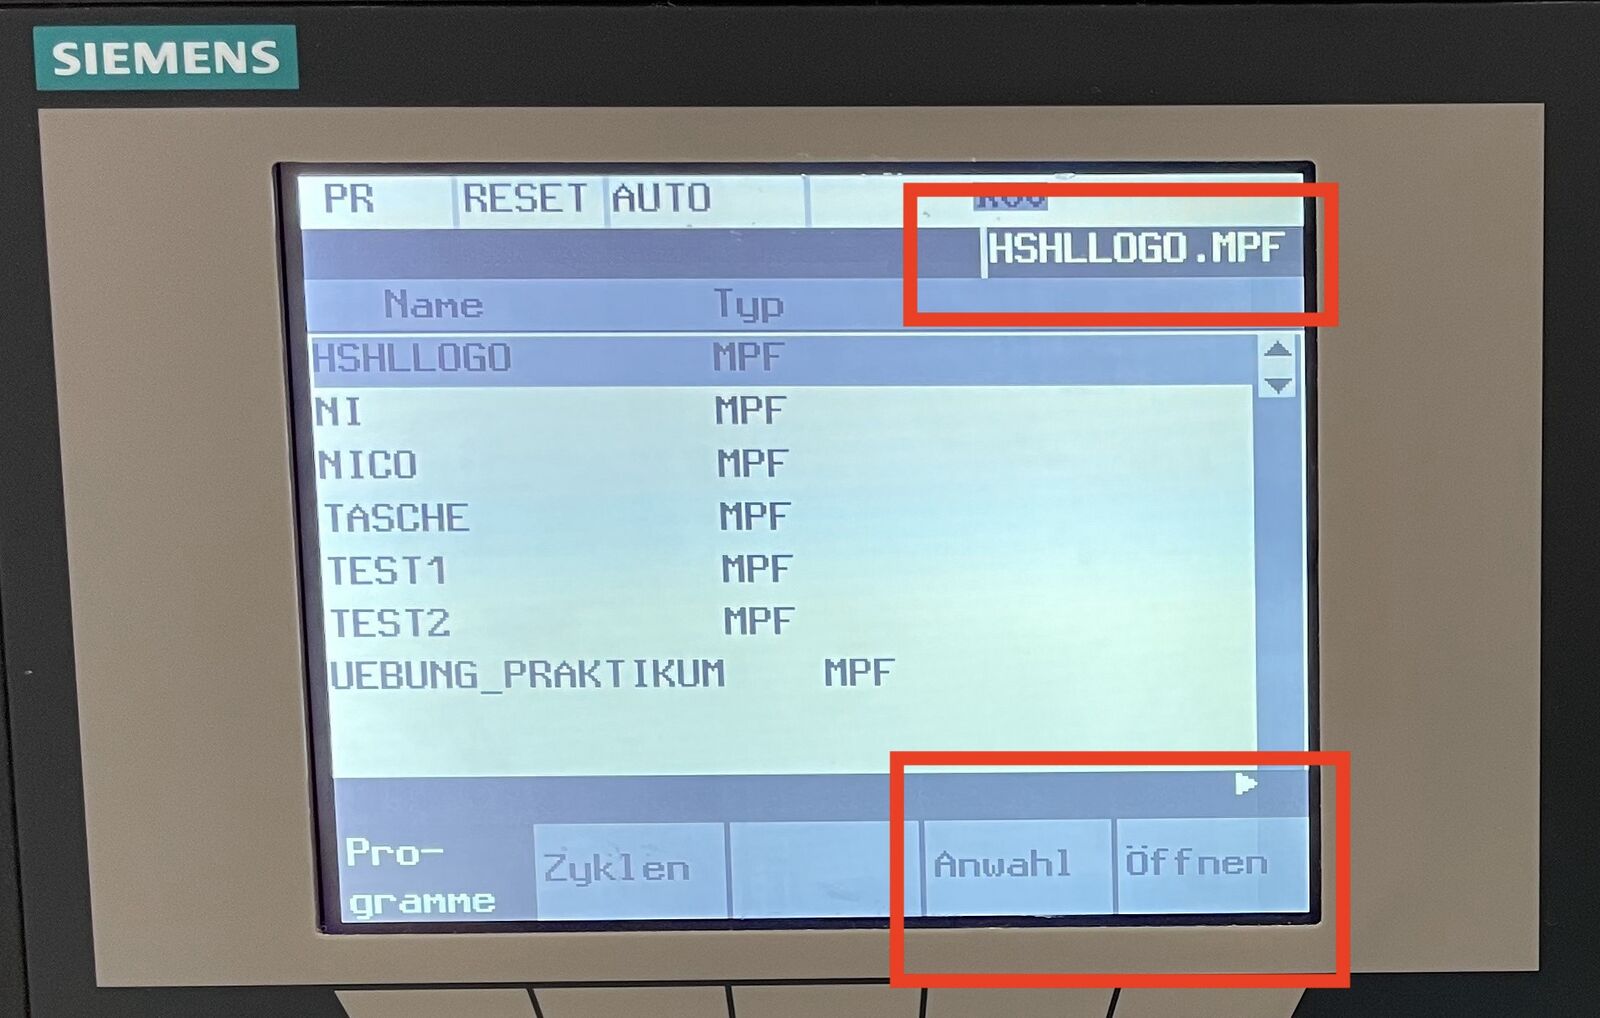 SIEMENS
PR RESET AUTO ROV
HSHLLOGO.MPF
Name Typ
HSHLLOGO MPF
NI MPF
NICO MPF
TASCHE MPF
TEST1 MPF
TEST2 MPF
UEBUNG_PRAKTIKUM MPF
Pro-
gramme
Zyklen
Anwahl
Öffnen